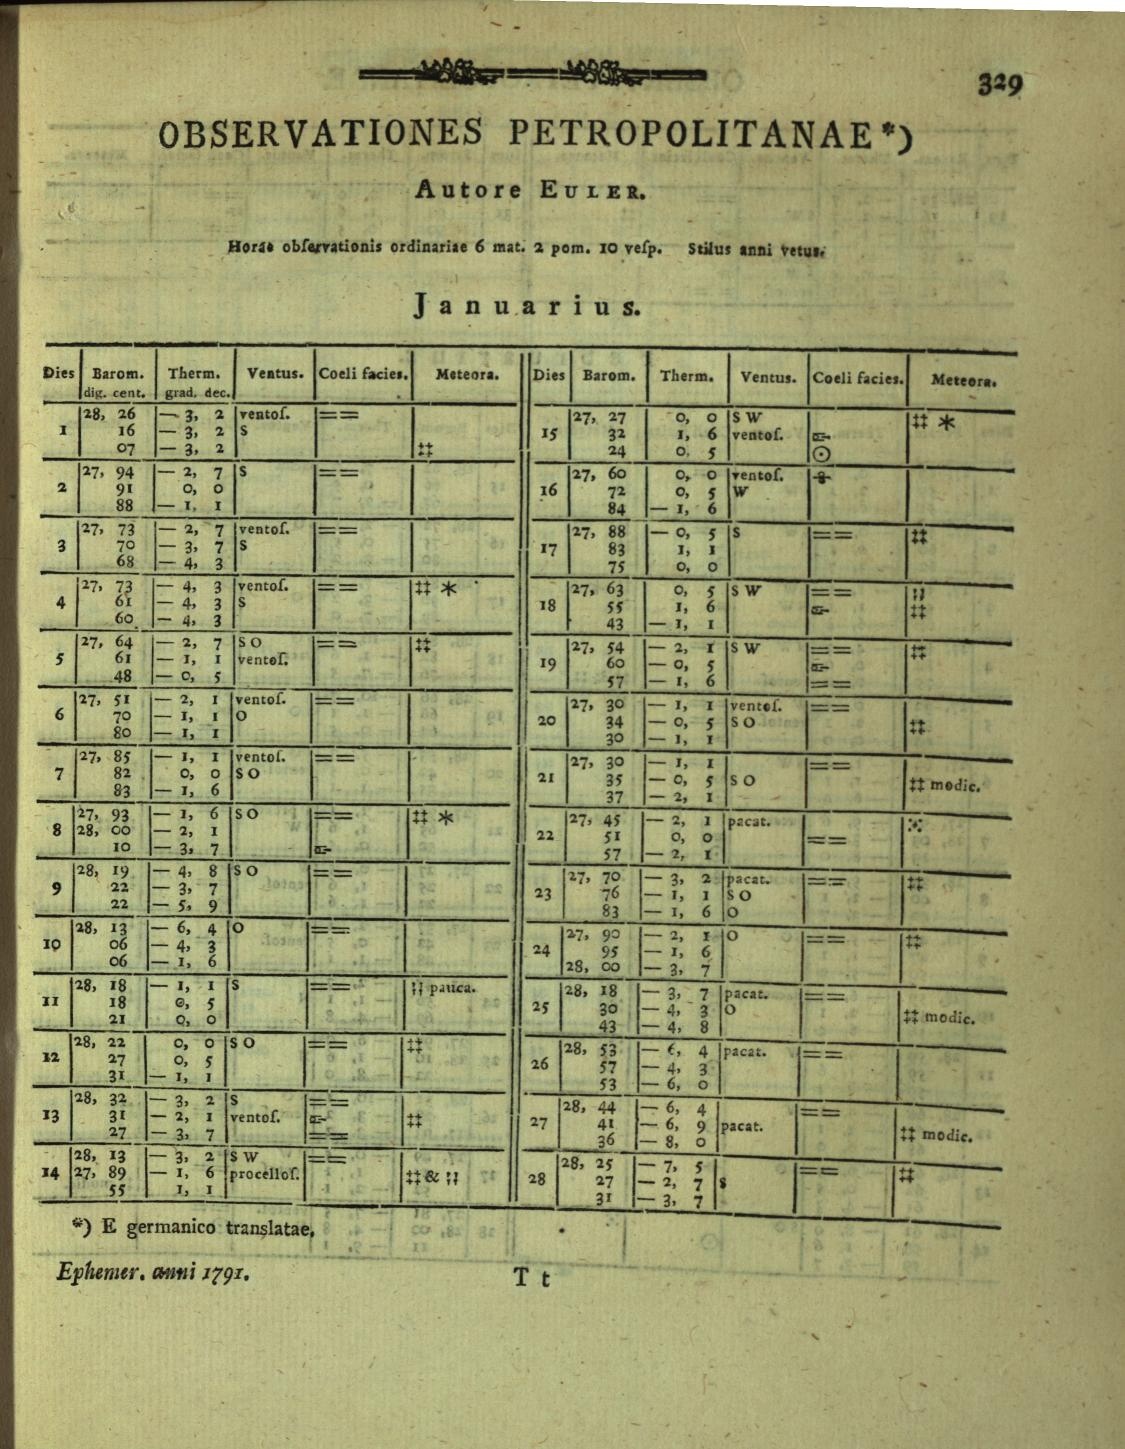 329
OBSERVATIONES PETROPOLITANAE *)
Autore EULER.
Horae obſervationis ordinariae 6 mat. 2 pom. 10 veſp. Stilus anni vetus.
Januarius.
Dies | Barom. dig. cent. | Therm. grad. dec. | Ventus. | Coeli facies. | Meteora.
1 | 28, 26 | — 3, 2 | ventoſ. | ==
16 | — 3, 2 | S
07 | — 3, 2 | | | ‡‡
2 | 27, 94 | — 2, 7 | S | ==
91 | 0, 0
88 | — 1, 1
3 | 27, 73 | — 2, 7 | ventoſ. | ==
70 | — 3, 7 | S
68 | — 4, 3
4 | 27, 73 | — 4, 3 | ventoſ. | == | ‡‡ *
61 | — 4, 3 | S
60 | — 4, 3
5 | 27, 64 | — 2, 7 | S O | == | ‡‡
61 | — 1, 1 | ventoſ.
48 | — 0, 5
6 | 27, 51 | — 2, 1 | ventoſ. | ==
70 | — 1, 1 | O
80 | — 1, 1
7 | 27, 85 | — 1, 1 | ventoſ. | ==
82 | 0, 0 | S O
83 | — 1, 6
8 | 27, 93 | — 1, 6 | S O | == | ‡‡ *
28, 00 | — 2, 1
10 | — 3, 7
9 | 28, 19 | — 4, 8 | S O | ==
22 | — 3, 7
22 | — 5, 9
10 | 28, 13 | — 6, 4 | O | ==
06 | — 4, 3
06 | — 1, 6
11 | 28, 18 | — 1, 1 | S | == | ¡¡ pauca.
18 | 0, 5
21 | 0, 0
12 | 28, 22 | 0, 0 | S O | == | ‡‡
27 | 0, 5
31 | — 1, 1
13 | 28, 32 | — 3, 2 | S | ==
31 | — 2, 1 | ventoſ. | | ‡‡
27 | — 3, 7 | | ==
14 | 28, 13 | — 3, 2 | S W | ==
27, 89 | — 1, 6 | procelloſ. | | ‡‡ & ¡¡
55 | 1, 1
Dies | Barom. | Therm. | Ventus. | Coeli facies. | Meteora.
15 | 27, 27 | 0, 0 | S W | | ‡‡ *
32 | 1, 6 | ventoſ.
24 | 0, 5 | | ⊙
16 | 27, 60 | 0, 0 | ventoſ.
72 | 0, 5 | W
84 | — 1, 6
17 | 27, 88 | — 0, 5 | S | == | ‡‡
83 | 1, 1
75 | 0, 0
18 | 27, 63 | 0, 5 | S W | == | ¡¡
55 | 1, 6 | | | ‡‡
43 | — 1, 1
19 | 27, 54 | — 2, 1 | S W | == | ‡‡
60 | — 0, 5
57 | — 1, 6 | | ==
20 | 27, 30 | — 1, 1 | ventoſ. | ==
34 | — 0, 5 | S O | | ‡‡
30 | — 1, 1
21 | 27, 30 | — 1, 1 | | ==
35 | — 0, 5 | S O | | ‡‡ modic.
37 | — 2, 1
22 | 27, 45 | — 2, 1 | pacat.
51 | 0, 0 | | ==
57 | — 2, 1
23 | 27, 70 | — 3, 2 | pacat. | == | ‡‡
76 | — 1, 1 | S O
83 | — 1, 6 | O
24 | 27, 90 | — 2, 1 | O | == | ‡‡
95 | — 1, 6
28, 00 | — 3, 7
25 | 28, 18 | — 3, 7 | pacat. | ==
30 | — 4, 3 | O | | ‡‡ modic.
43 | — 4, 8
26 | 28, 53 | — 6, 4 | pacat. | ==
57 | — 4, 3
53 | — 6, 0
27 | 28, 44 | — 6, 4 | | ==
41 | — 6, 9 | pacat. | | ‡‡ modic.
36 | — 8, 0
28 | 28, 25 | — 7, 5 | | == | ‡‡
27 | — 2, 7 | S
31 | — 3, 7
*) E germanico translatae.
Ephemer. anni 1791.
T t